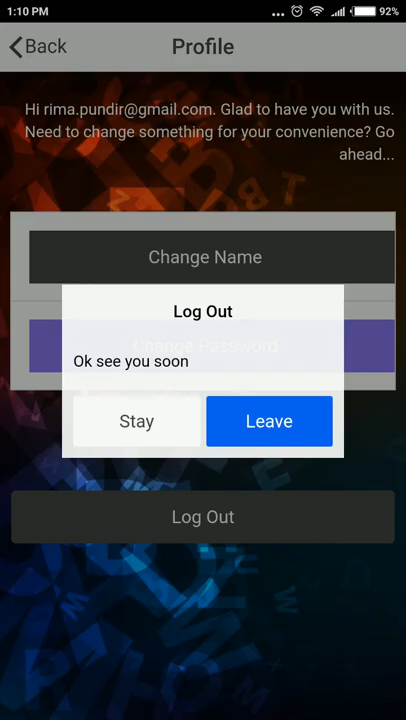 1:10 PM ... 92%
Back Profile
Hi rima.pundir@gmail.com. Glad to have you with us.
Need to change something for your convenience? Go
ahead...
Change Name
Log Out
Change Password
Ok see you soon
Stay Leave
Log Out